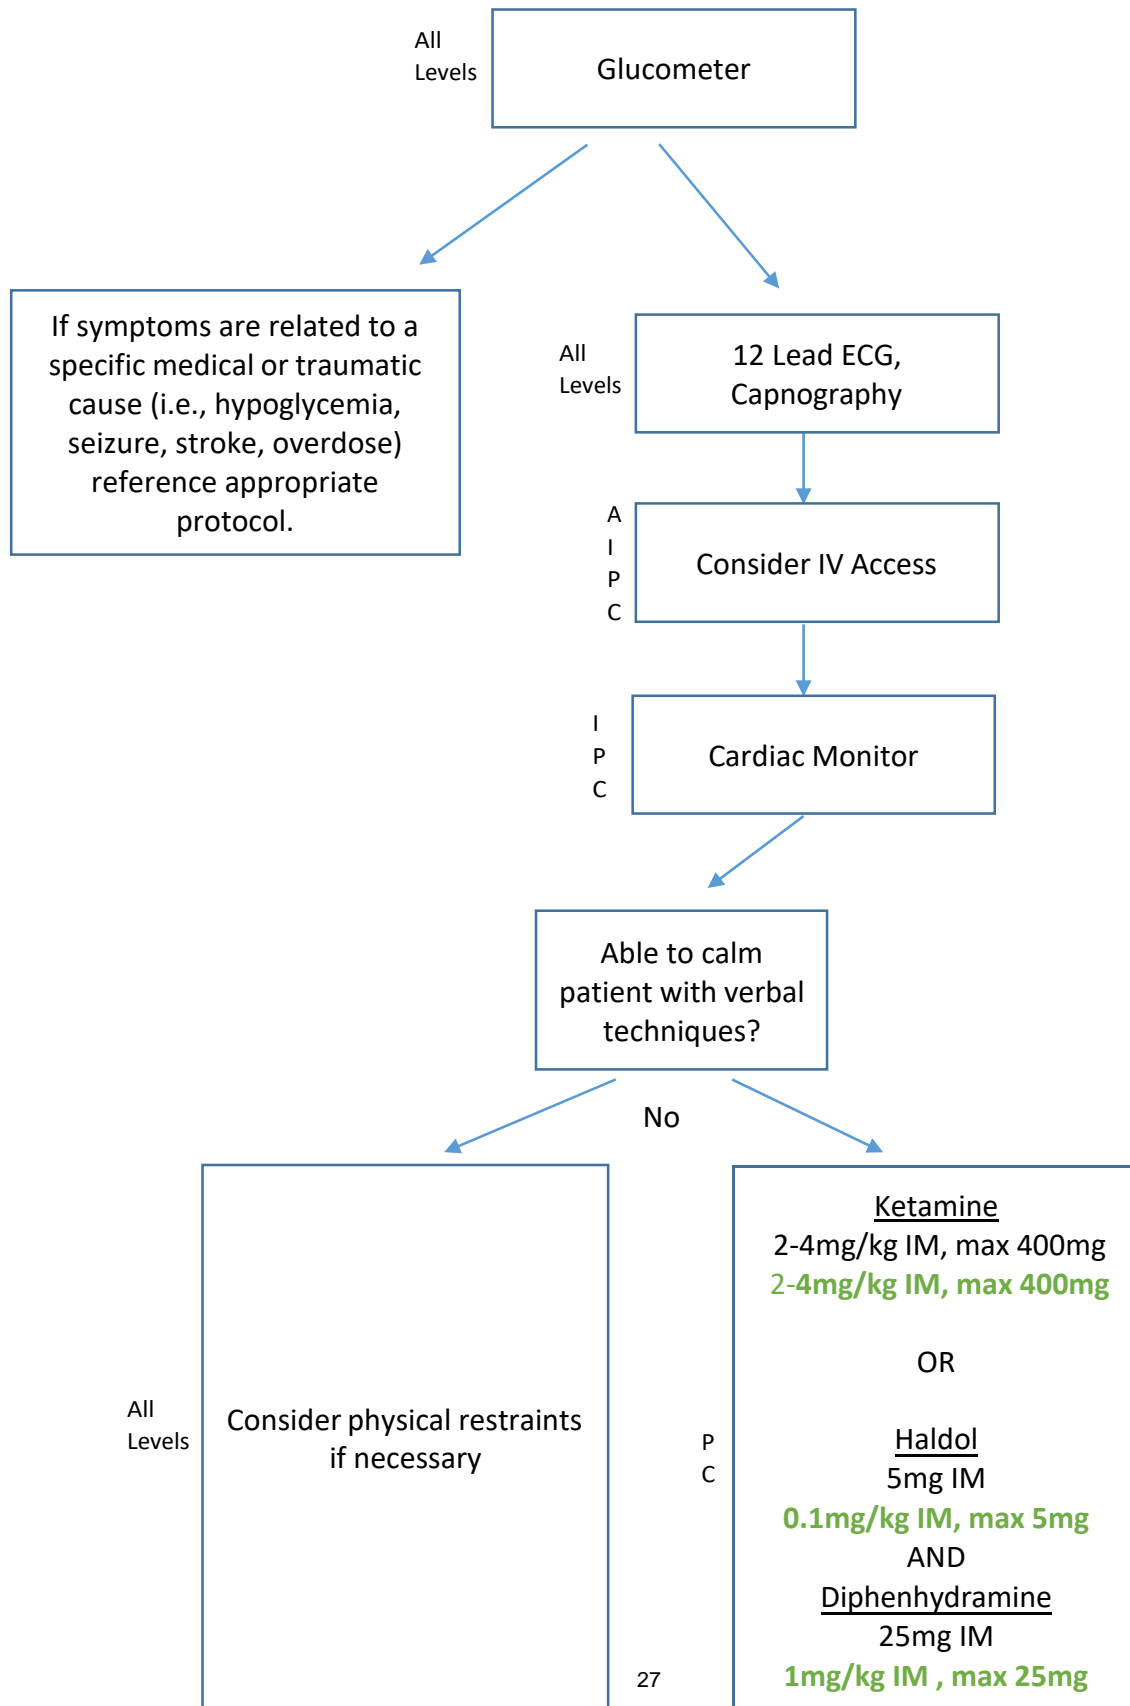 All
Levels
Glucometer
If symptoms are related to a
specific medical or traumatic
cause (i.e., hypoglycemia,
seizure, stroke, overdose)
reference appropriate
protocol.
All
Levels
12 Lead ECG,
Capnography
A
I
P
C
Consider IV Access
I
P
C
Cardiac Monitor
Able to calm
patient with verbal
techniques?
No
All
Levels
Consider physical restraints
if necessary
P
C
Ketamine
2-4mg/kg IM, max 400mg
2-4mg/kg IM, max 400mg
OR
Haldol
5mg IM
0.1mg/kg IM, max 5mg
AND
Diphenhydramine
25mg IM
1mg/kg IM , max 25mg
27